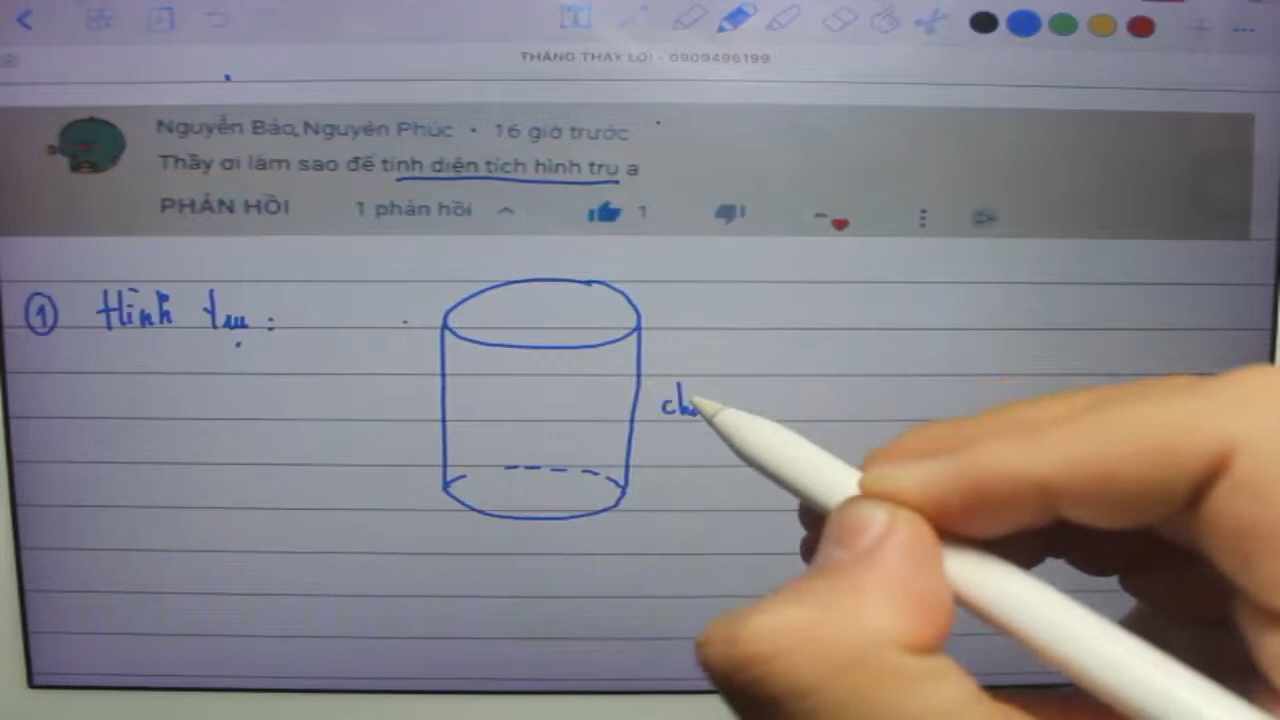 THẦNG THẦY LỢI - 0909496199
Nguyễn Bảo Nguyên Phúc • 16 giờ trước
Thầy ơi làm sao để tính diện tích hình trụ ạ
PHẢN HỒI 1 phản hồi 1
① Hình trụ :